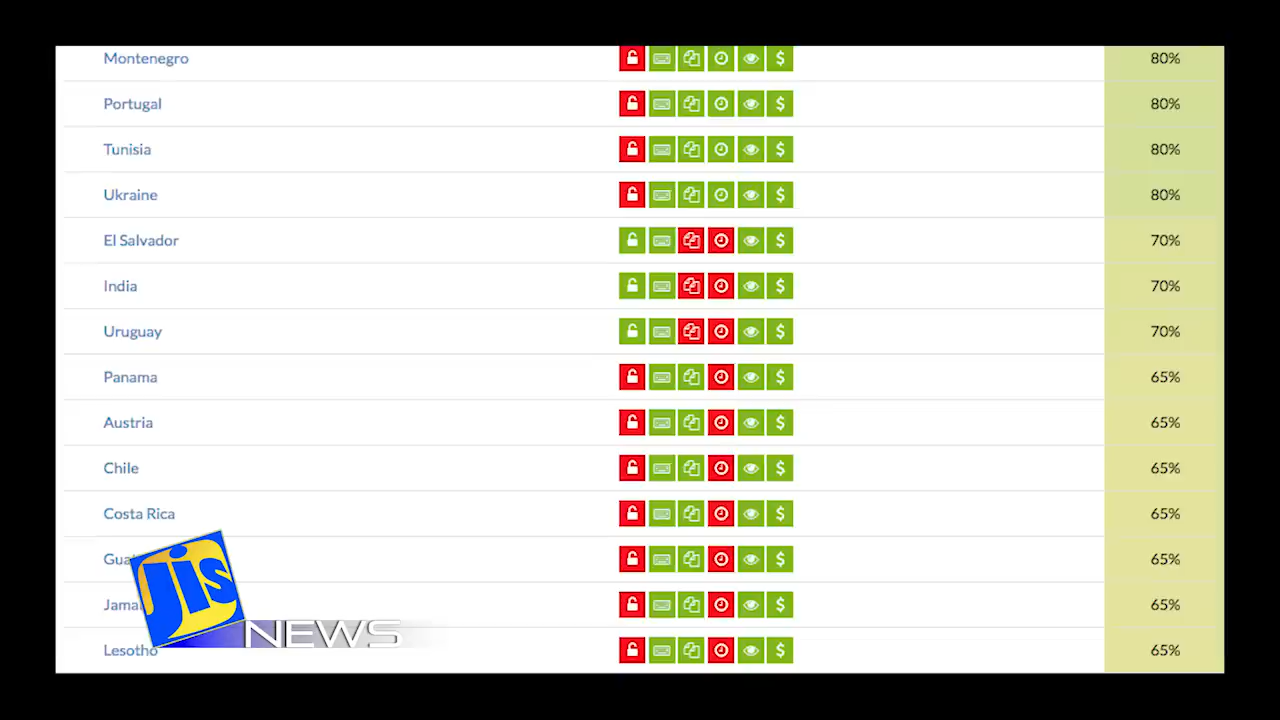 Montenegro $ 80%
Portugal $ 80%
Tunisia $ 80%
Ukraine $ 80%
El Salvador $ 70%
India $ 70%
Uruguay $ 70%
Panama $ 65%
Austria $ 65%
Chile $ 65%
Costa Rica $ 65%
$ 65%
$ 65%
Lesotho $ 65%
Jis
NEWS